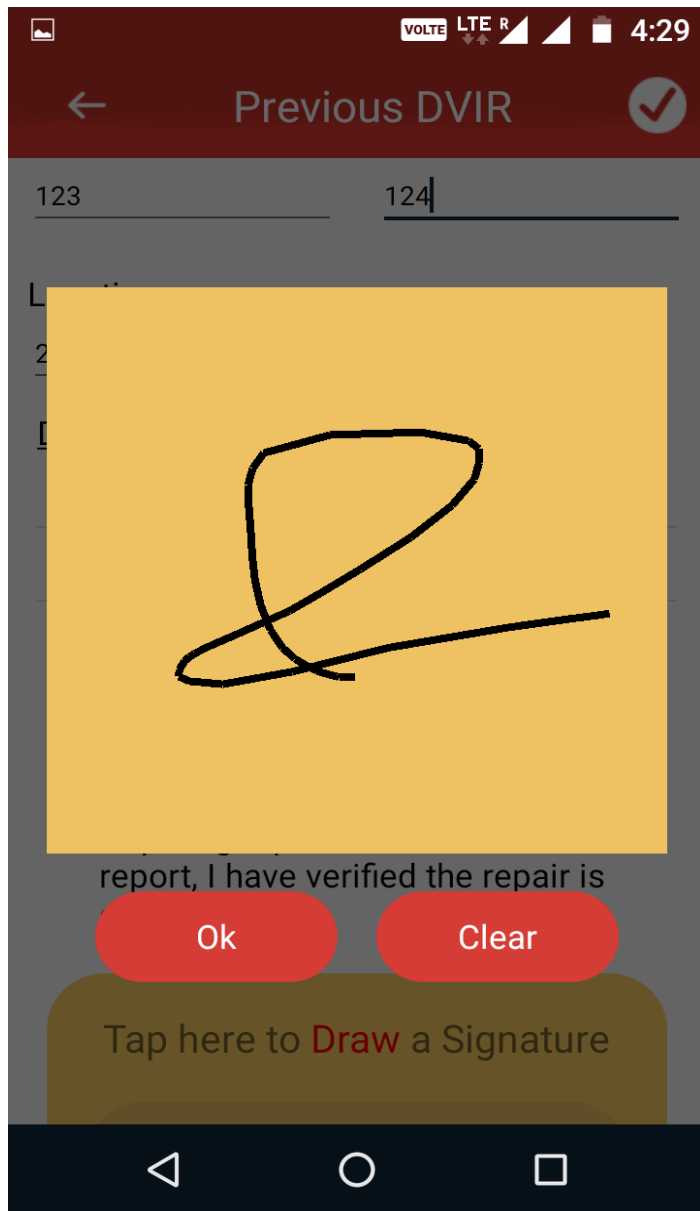 VOLTE LTE R 4:29
Previous DVIR
123 124
report, I have verified the repair is
Ok Clear
Tap here to Draw a Signature